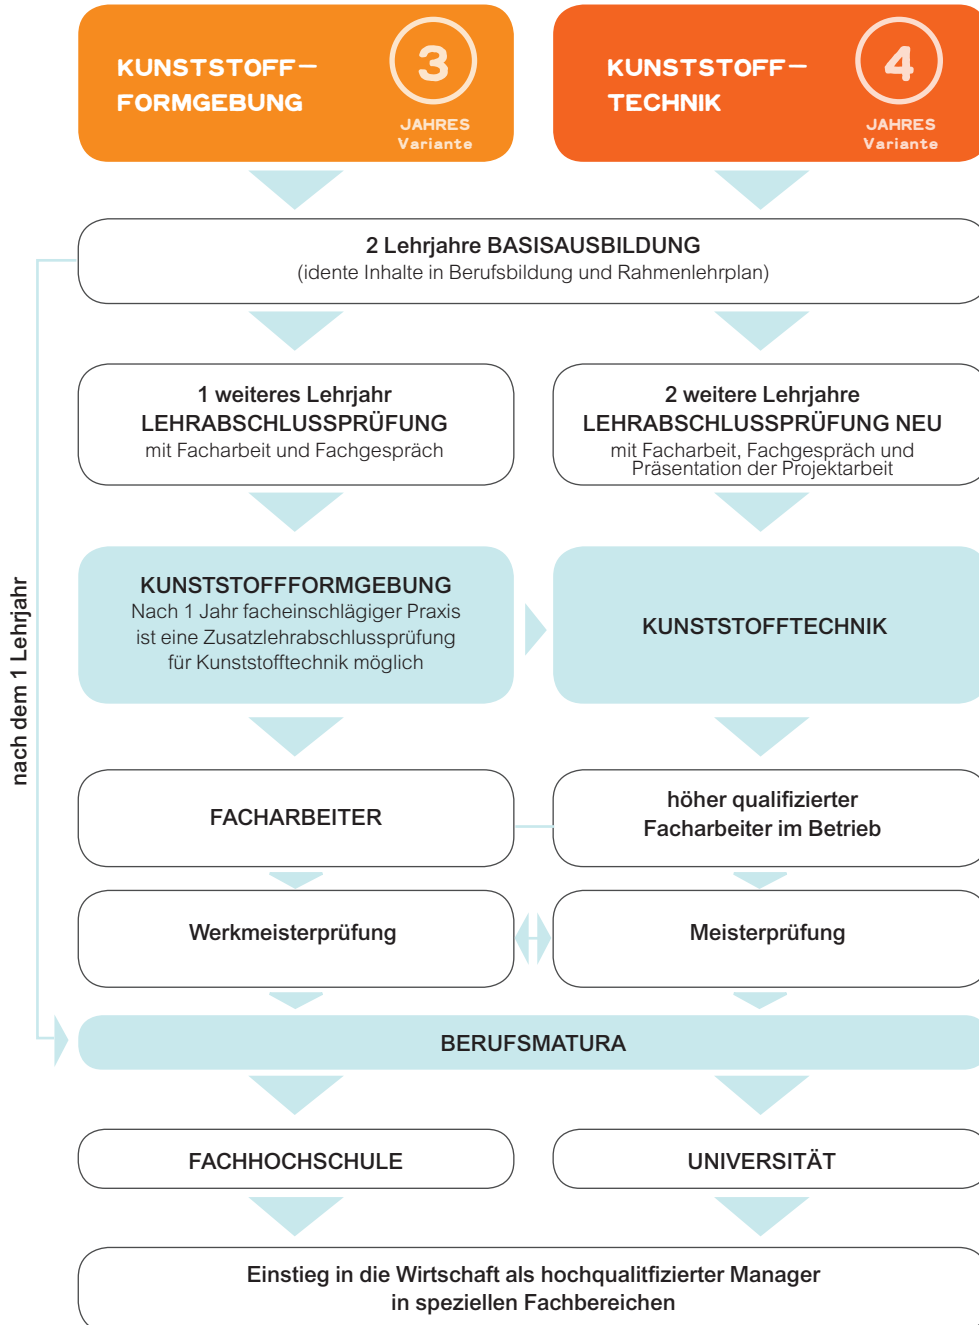 KUNSTSTOFF–
FORMGEBUNG
3
JAHRES
Variante
KUNSTSTOFF–
TECHNIK
4
JAHRES
Variante
2 Lehrjahre BASISAUSBILDUNG
(idente Inhalte in Berufsbildung und Rahmenlehrplan)
1 weiteres Lehrjahr
LEHRABSCHLUSSPRÜFUNG
mit Facharbeit und Fachgespräch
2 weitere Lehrjahre
LEHRABSCHLUSSPRÜFUNG NEU
mit Facharbeit, Fachgespräch und
Präsentation der Projektarbeit
nach dem 1 Lehrjahr
KUNSTSTOFFFORMGEBUNG
Nach 1 Jahr facheinschlägiger Praxis
ist eine Zusatzlehrabschlussprüfung
für Kunststofftechnik möglich
KUNSTSTOFFTECHNIK
FACHARBEITER
höher qualifizierter
Facharbeiter im Betrieb
Werkmeisterprüfung
Meisterprüfung
BERUFSMATURA
FACHHOCHSCHULE
UNIVERSITÄT
Einstieg in die Wirtschaft als hochqualitfizierter Manager
in speziellen Fachbereichen